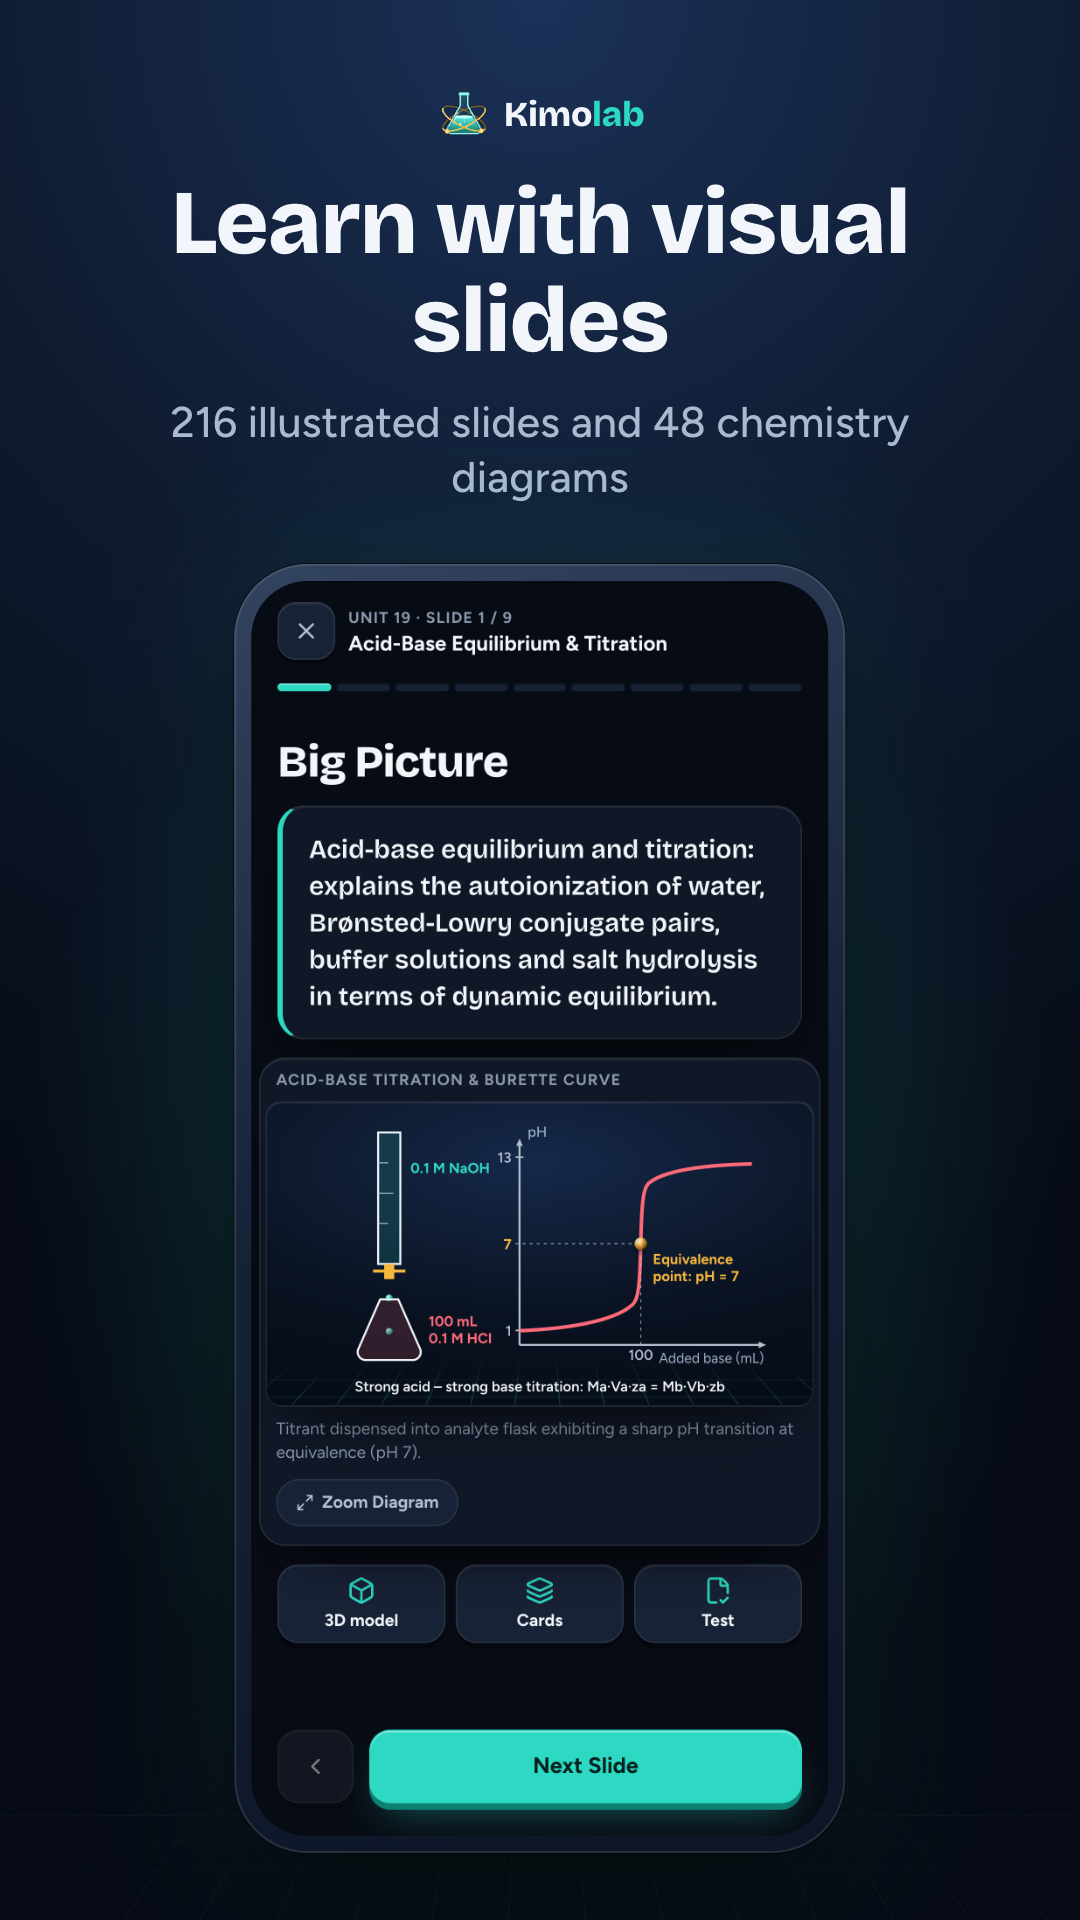 Kimolab
Learn with visual
slides
216 illustrated slides and 48 chemistry
diagrams
UNIT 19 · SLIDE 1 / 9
Acid-Base Equilibrium & Titration
Big Picture
Acid-base equilibrium and titration:
explains the autoionization of water,
Brønsted-Lowry conjugate pairs,
buffer solutions and salt hydrolysis
in terms of dynamic equilibrium.
ACID-BASE TITRATION & BURETTE CURVE
pH
13
0.1 M NaOH
7
Equivalence
point: pH = 7
100 mL
0.1 M HCl
1
100
Added base (mL)
Strong acid – strong base titration: Ma·Va·za = Mb·Vb·zb
Titrant dispensed into analyte flask exhibiting a sharp pH transition at
equivalence (pH 7).
Zoom Diagram
3D model
Cards
Test
Next Slide